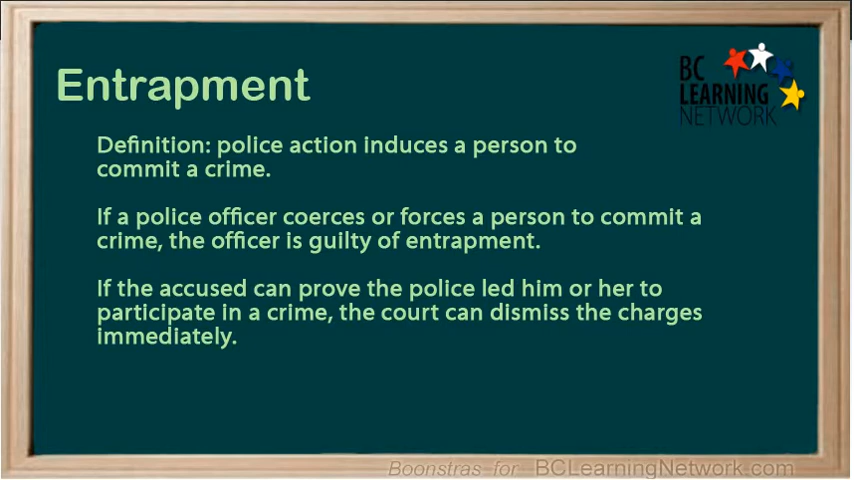 Entrapment
BC
LEARNING
NETWORK
Definition: police action induces a person to
commit a crime.
If a police officer coerces or forces a person to commit a
crime, the officer is guilty of entrapment.
If the accused can prove the police led him or her to
participate in a crime, the court can dismiss the charges
immediately.
Boonstras for BCLearningNetwork.com